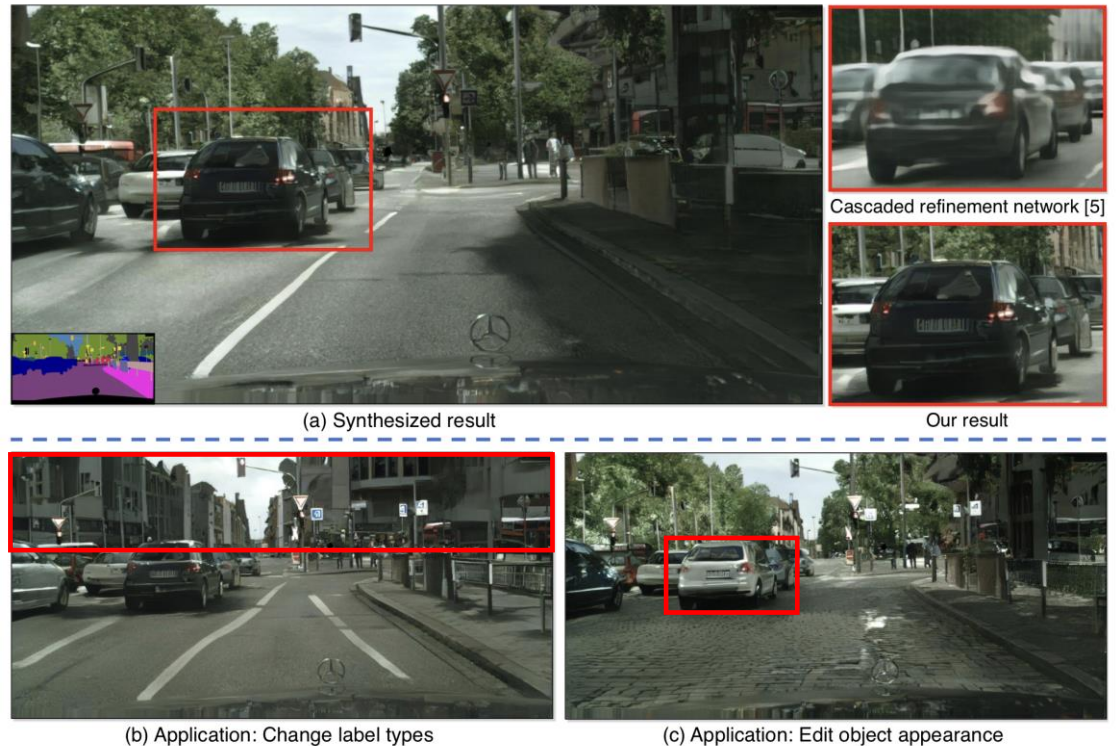 Cascaded refinement network [5]
(a) Synthesized result
Our result
(b) Application: Change label types
(c) Application: Edit object appearance